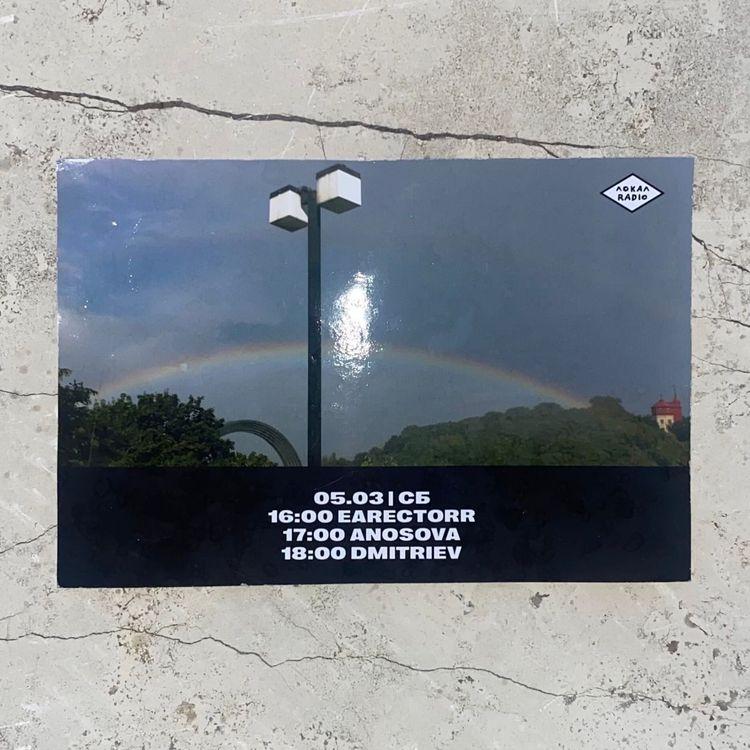 ЛОКАЛ
RADIO
05.03 | СБ
16:00 EARECTORR
17:00 ANOSOVA
18:00 DMITRIEV